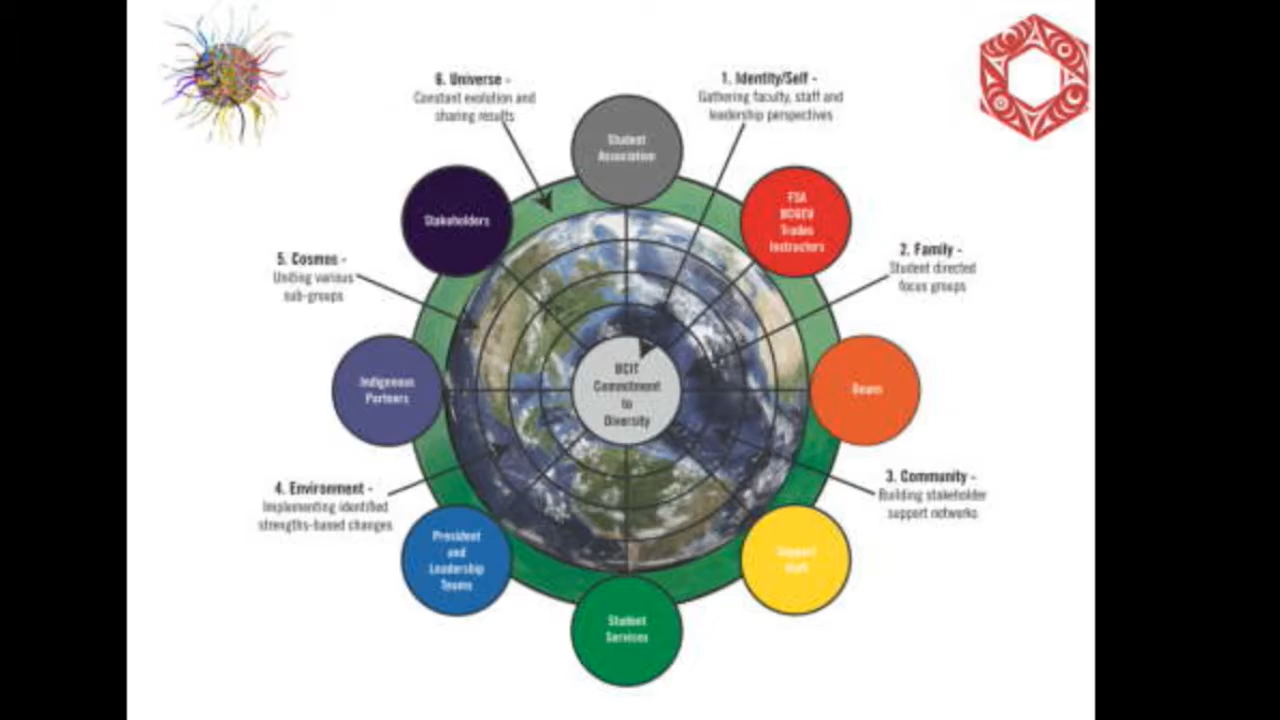 6. Universe -
Constant evolution and
sharing results
1. Identity/Self -
Gathering faculty, staff and
leadership perspectives
Student
Association
Stakeholders
FSA
BCGEU
Trades
Instructors
5. Cosmos -
Uniting various
sub-groups
2. Family -
Student directed
focus groups
Indigenous
Partners
BCIT
Commitment
to
Diversity
Deans
4. Environment -
Implementing identified
strengths-based changes
3. Community -
Building stakeholder
support networks
President
and
Leadership
Teams
Support
Staff
Student
Services